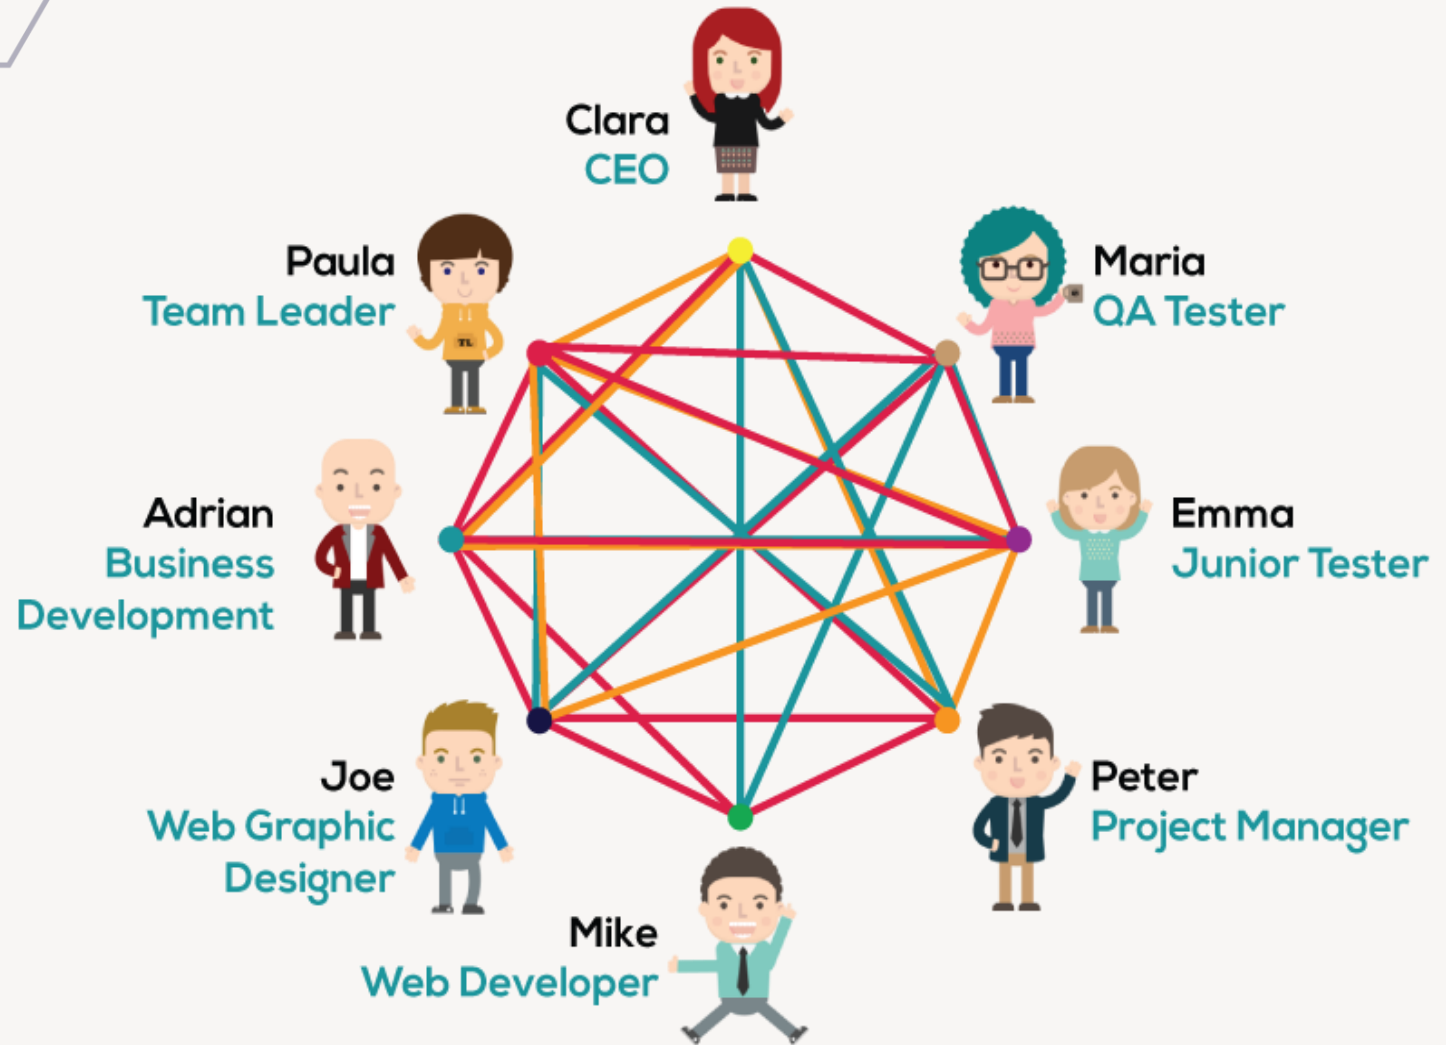 Clara
CEO
Paula
Team Leader
TL
Maria
QA Tester
Adrian
Business
Development
Emma
Junior Tester
Joe
Web Graphic
Designer
Peter
Project Manager
Mike
Web Developer